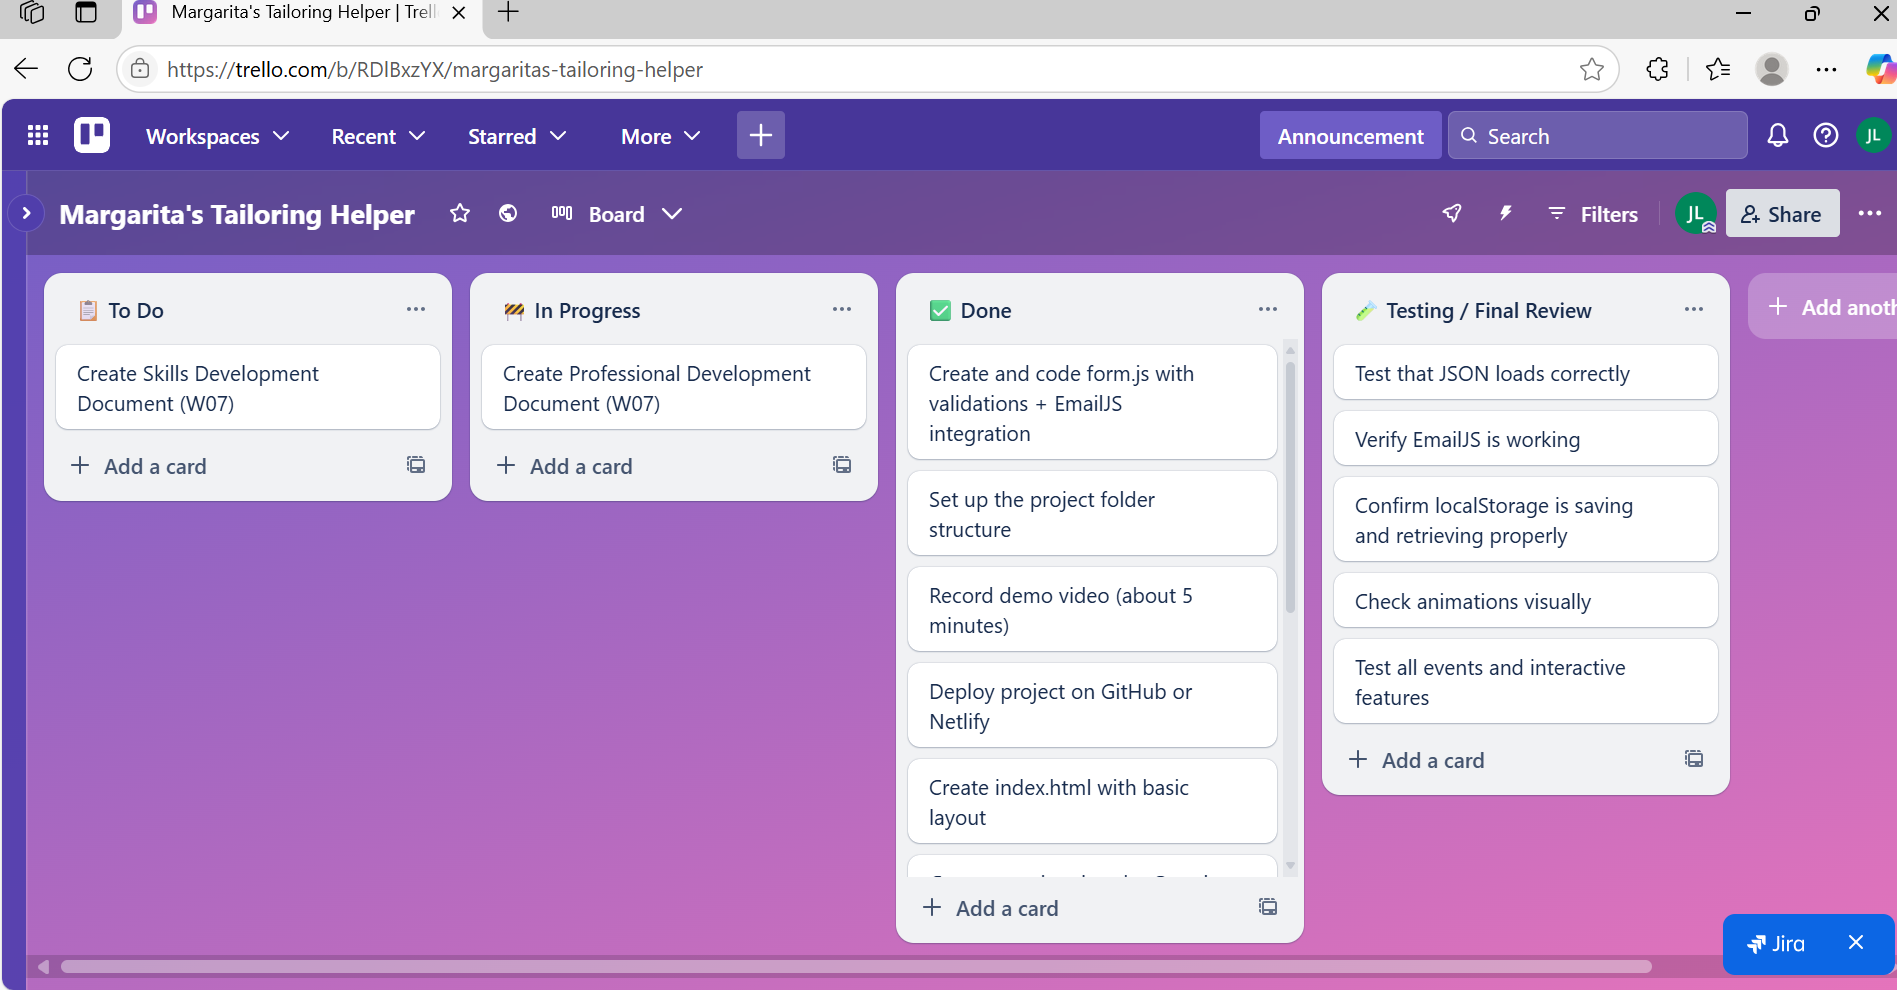 Margarita's Tailoring Helper | Trell
https://trello.com/b/RDlBxzYX/margaritas-tailoring-helper
Workspaces
Recent
Starred
More
Announcement
Search
JL
Margarita's Tailoring Helper
Board
Filters
JL
Share
To Do
Create Skills Development
Document (W07)
Add a card
In Progress
Create Professional Development
Document (W07)
Add a card
Done
Create and code form.js with
validations + EmailJS
integration
Set up the project folder
structure
Record demo video (about 5
minutes)
Deploy project on GitHub or
Netlify
Create index.html with basic
layout
Add a card
Testing / Final Review
Test that JSON loads correctly
Verify EmailJS is working
Confirm localStorage is saving
and retrieving properly
Check animations visually
Test all events and interactive
features
Add a card
Add anoth
Jira